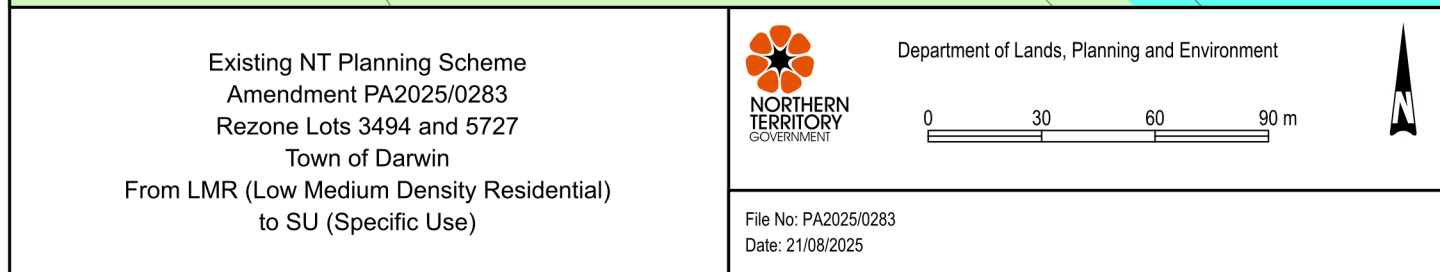 Existing NT Planning Scheme
Amendment PA2025/0283
Rezone Lots 3494 and 5727
Town of Darwin
From LMR (Low Medium Density Residential)
to SU (Specific Use)
NORTHERN
TERRITORY
GOVERNMENT
Department of Lands, Planning and Environment
0 30 60 90 m
N
File No: PA2025/0283
Date: 21/08/2025